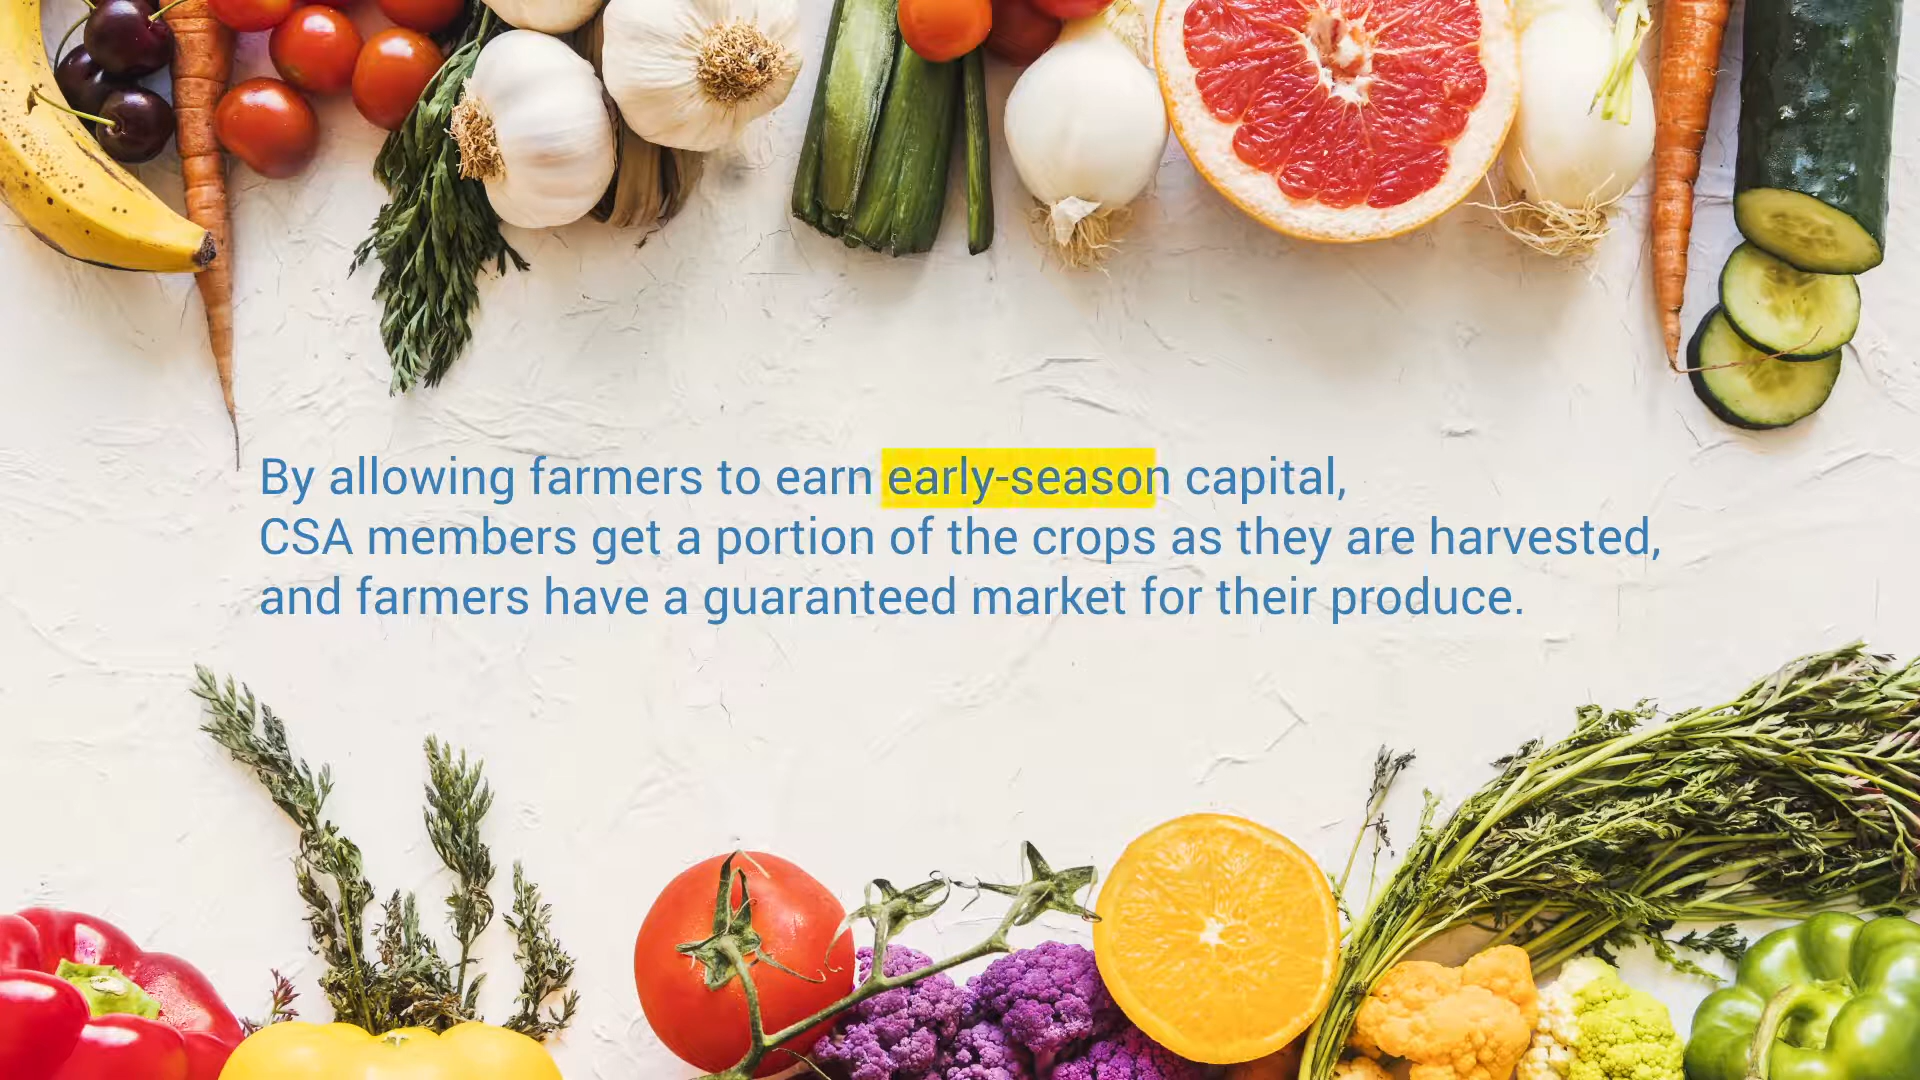 By allowing farmers to earn early-season capital,
CSA members get a portion of the crops as they are harvested,
and farmers have a guaranteed market for their produce.